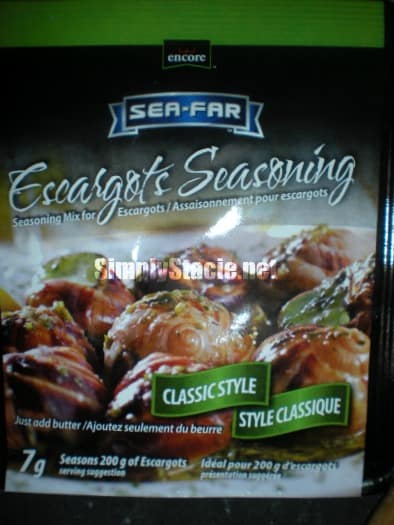 encore
SEA-FAR
Escargots Seasoning
Seasoning Mix for Escargots / Assaisonnement pour escargots
SimplyStacie.net
CLASSIC STYLE
STYLE CLASSIQUE
Just add butter / Ajoutez seulement du beurre
7g
Seasons 200 g of Escargots
serving suggestion
Idéal pour 200 g d'escargots
présentation suggérée